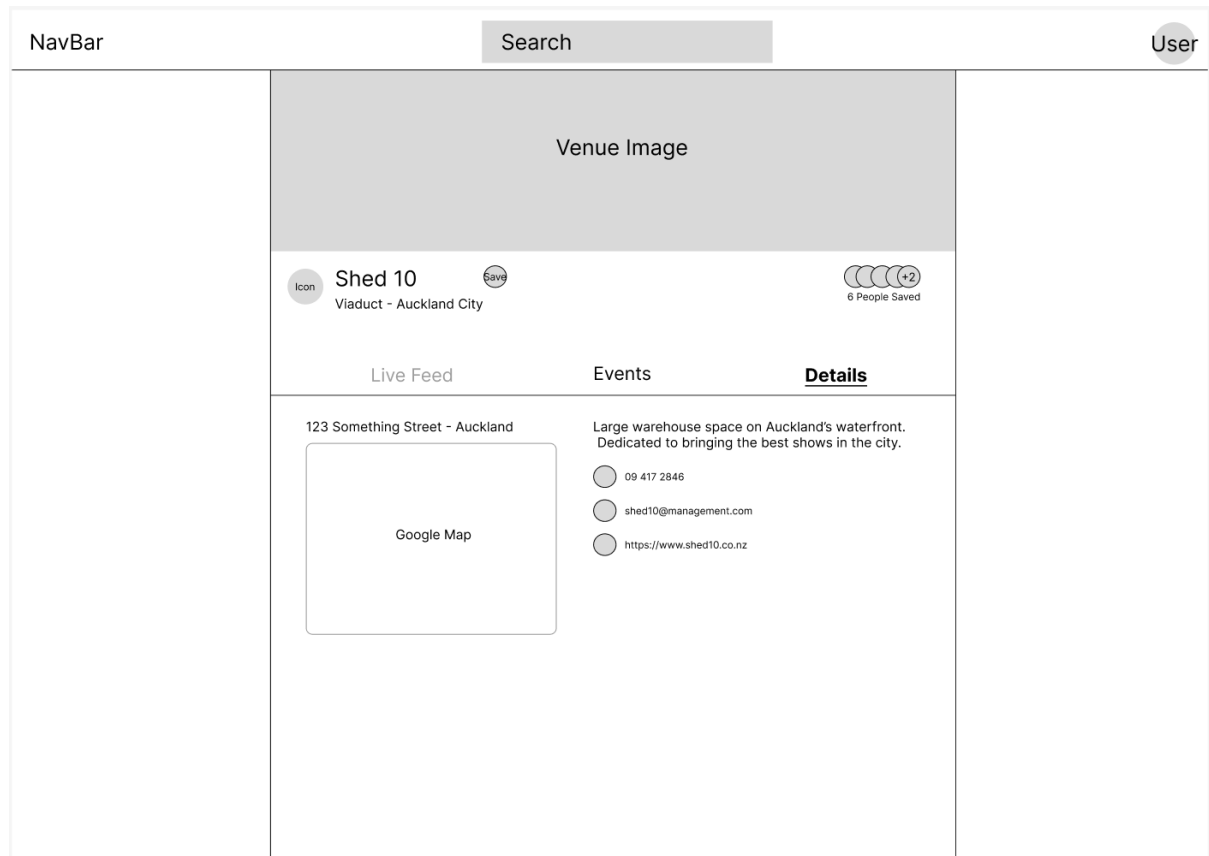 NavBar
Search
User
Venue Image
Icon
Shed 10
Save
Viaduct - Auckland City
+2
6 People Saved
Live Feed
Events
Details
123 Something Street - Auckland
Google Map
Large warehouse space on Auckland's waterfront.
Dedicated to bringing the best shows in the city.
09 417 2846
shed10@management.com
https://www.shed10.co.nz